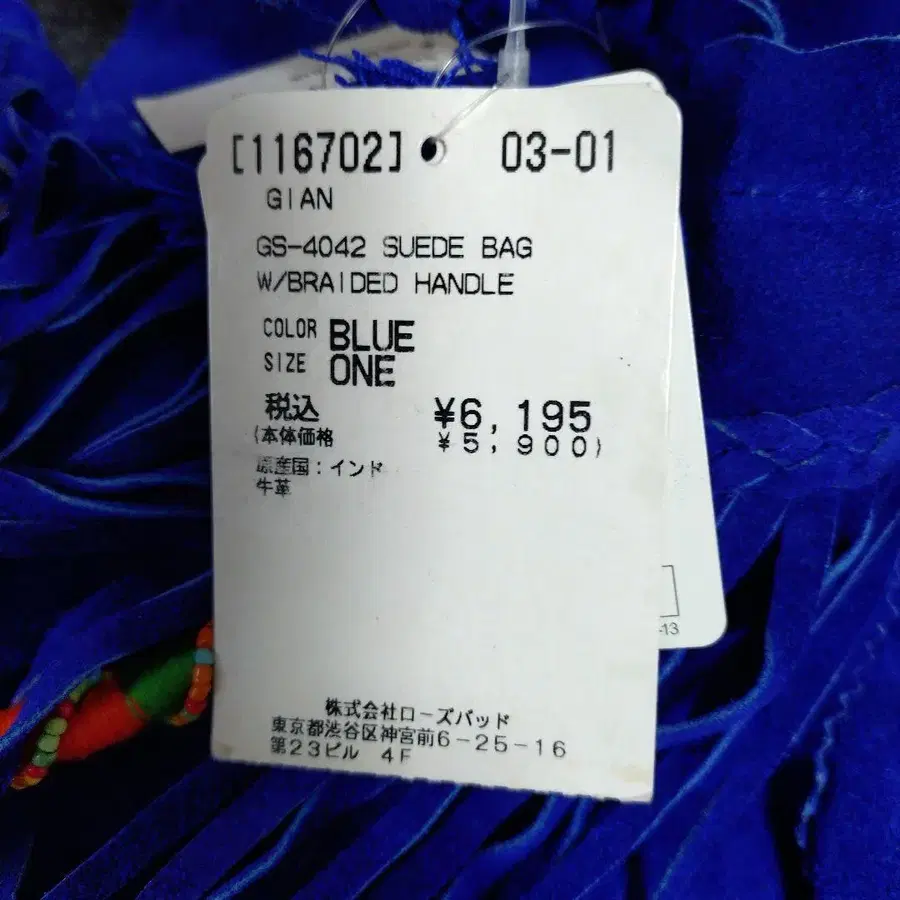 [116702] 03-01
GIAN
GS-4042 SUEDE BAG
W/BRAIDED HANDLE
COLOR BLUE
SIZE ONE
税込 ¥6,195
(本体価格 ¥5,900)
原産国:インド
牛革
-13
株式会社ローズバッド
東京都渋谷区神宮前6-25-16
第23ビル 4F